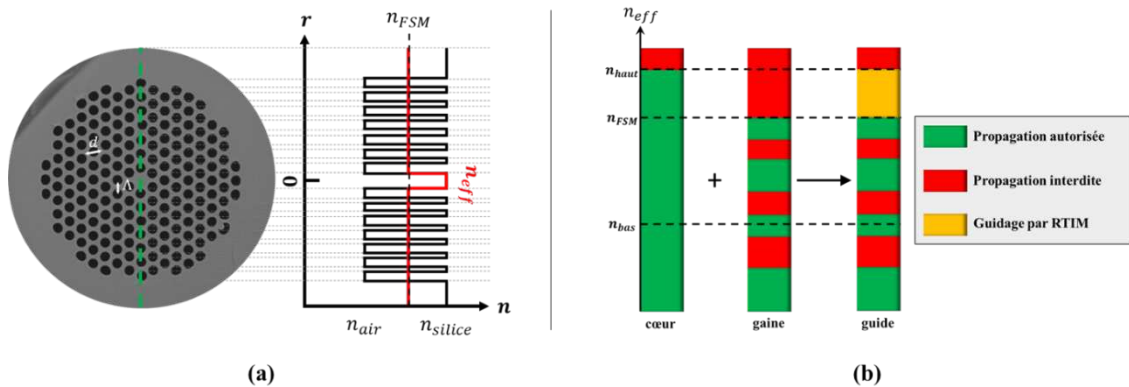 r
n_FSM
d
Λ
0
n_eff
n
n_air
n_silice
(a)
n_eff
n_haut
n_FSM
n_bas
+
cœur
gaine
guide
Propagation autorisée
Propagation interdite
Guidage par RTIM
(b)